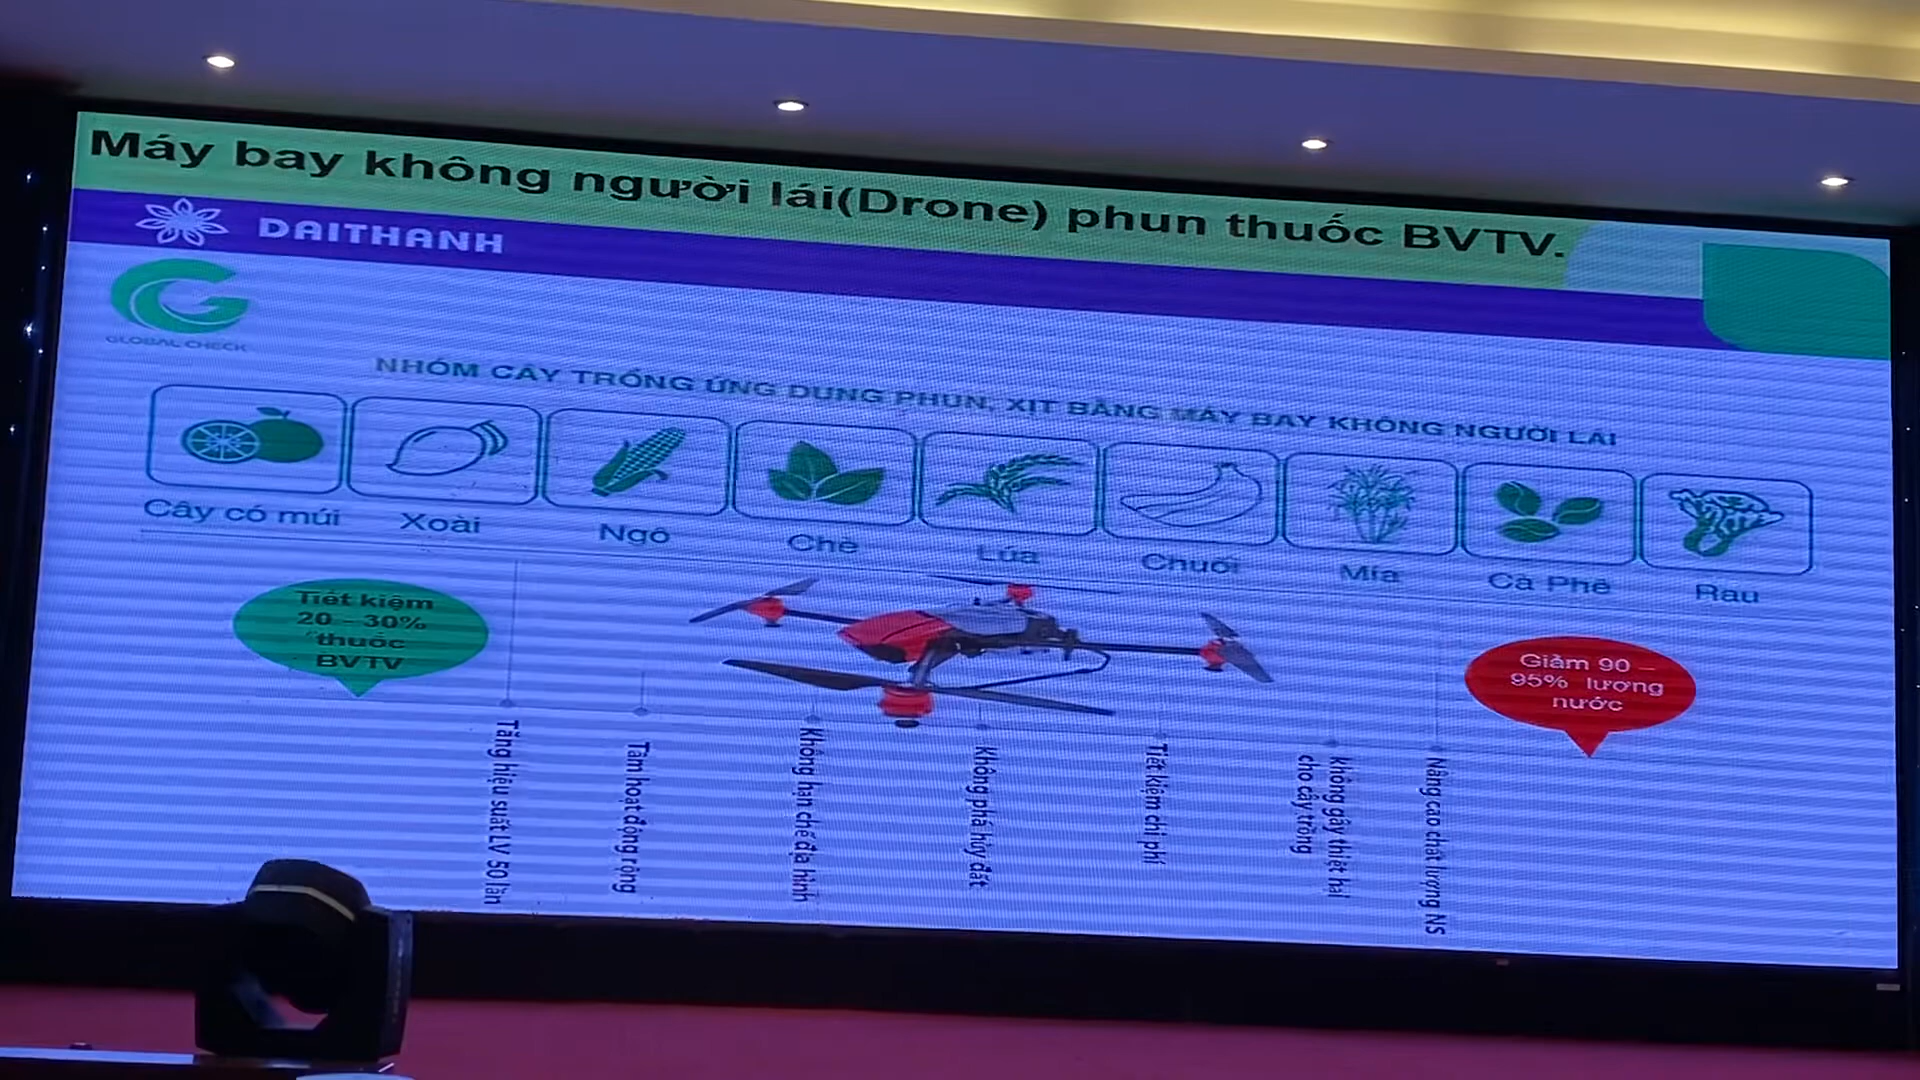 Máy bay không người lái(Drone) phun thuốc BVTV.
DAITHANH
GLOBAL CHECK
NHÓM CÂY TRỒNG ỨNG DỤNG PHUN, XỊT BẰNG MÁY BAY KHÔNG NGƯỜI LÁI
Cây có múi
Xoài
Ngô
Chè
Lúa
Chuối
Mía
Cà Phê
Rau
Tiết kiệm
20 - 30%
thuốc
BVTV
Giảm 90 –
95% lượng
nước
Tăng hiệu suất LV 50 lần
Tầm hoạt động rộng
Không hạn chế địa hình
Không phá hủy đất
Tiết kiệm chi phí
Không gây thiệt hại
cho cây trồng
Nâng cao chất lượng NS